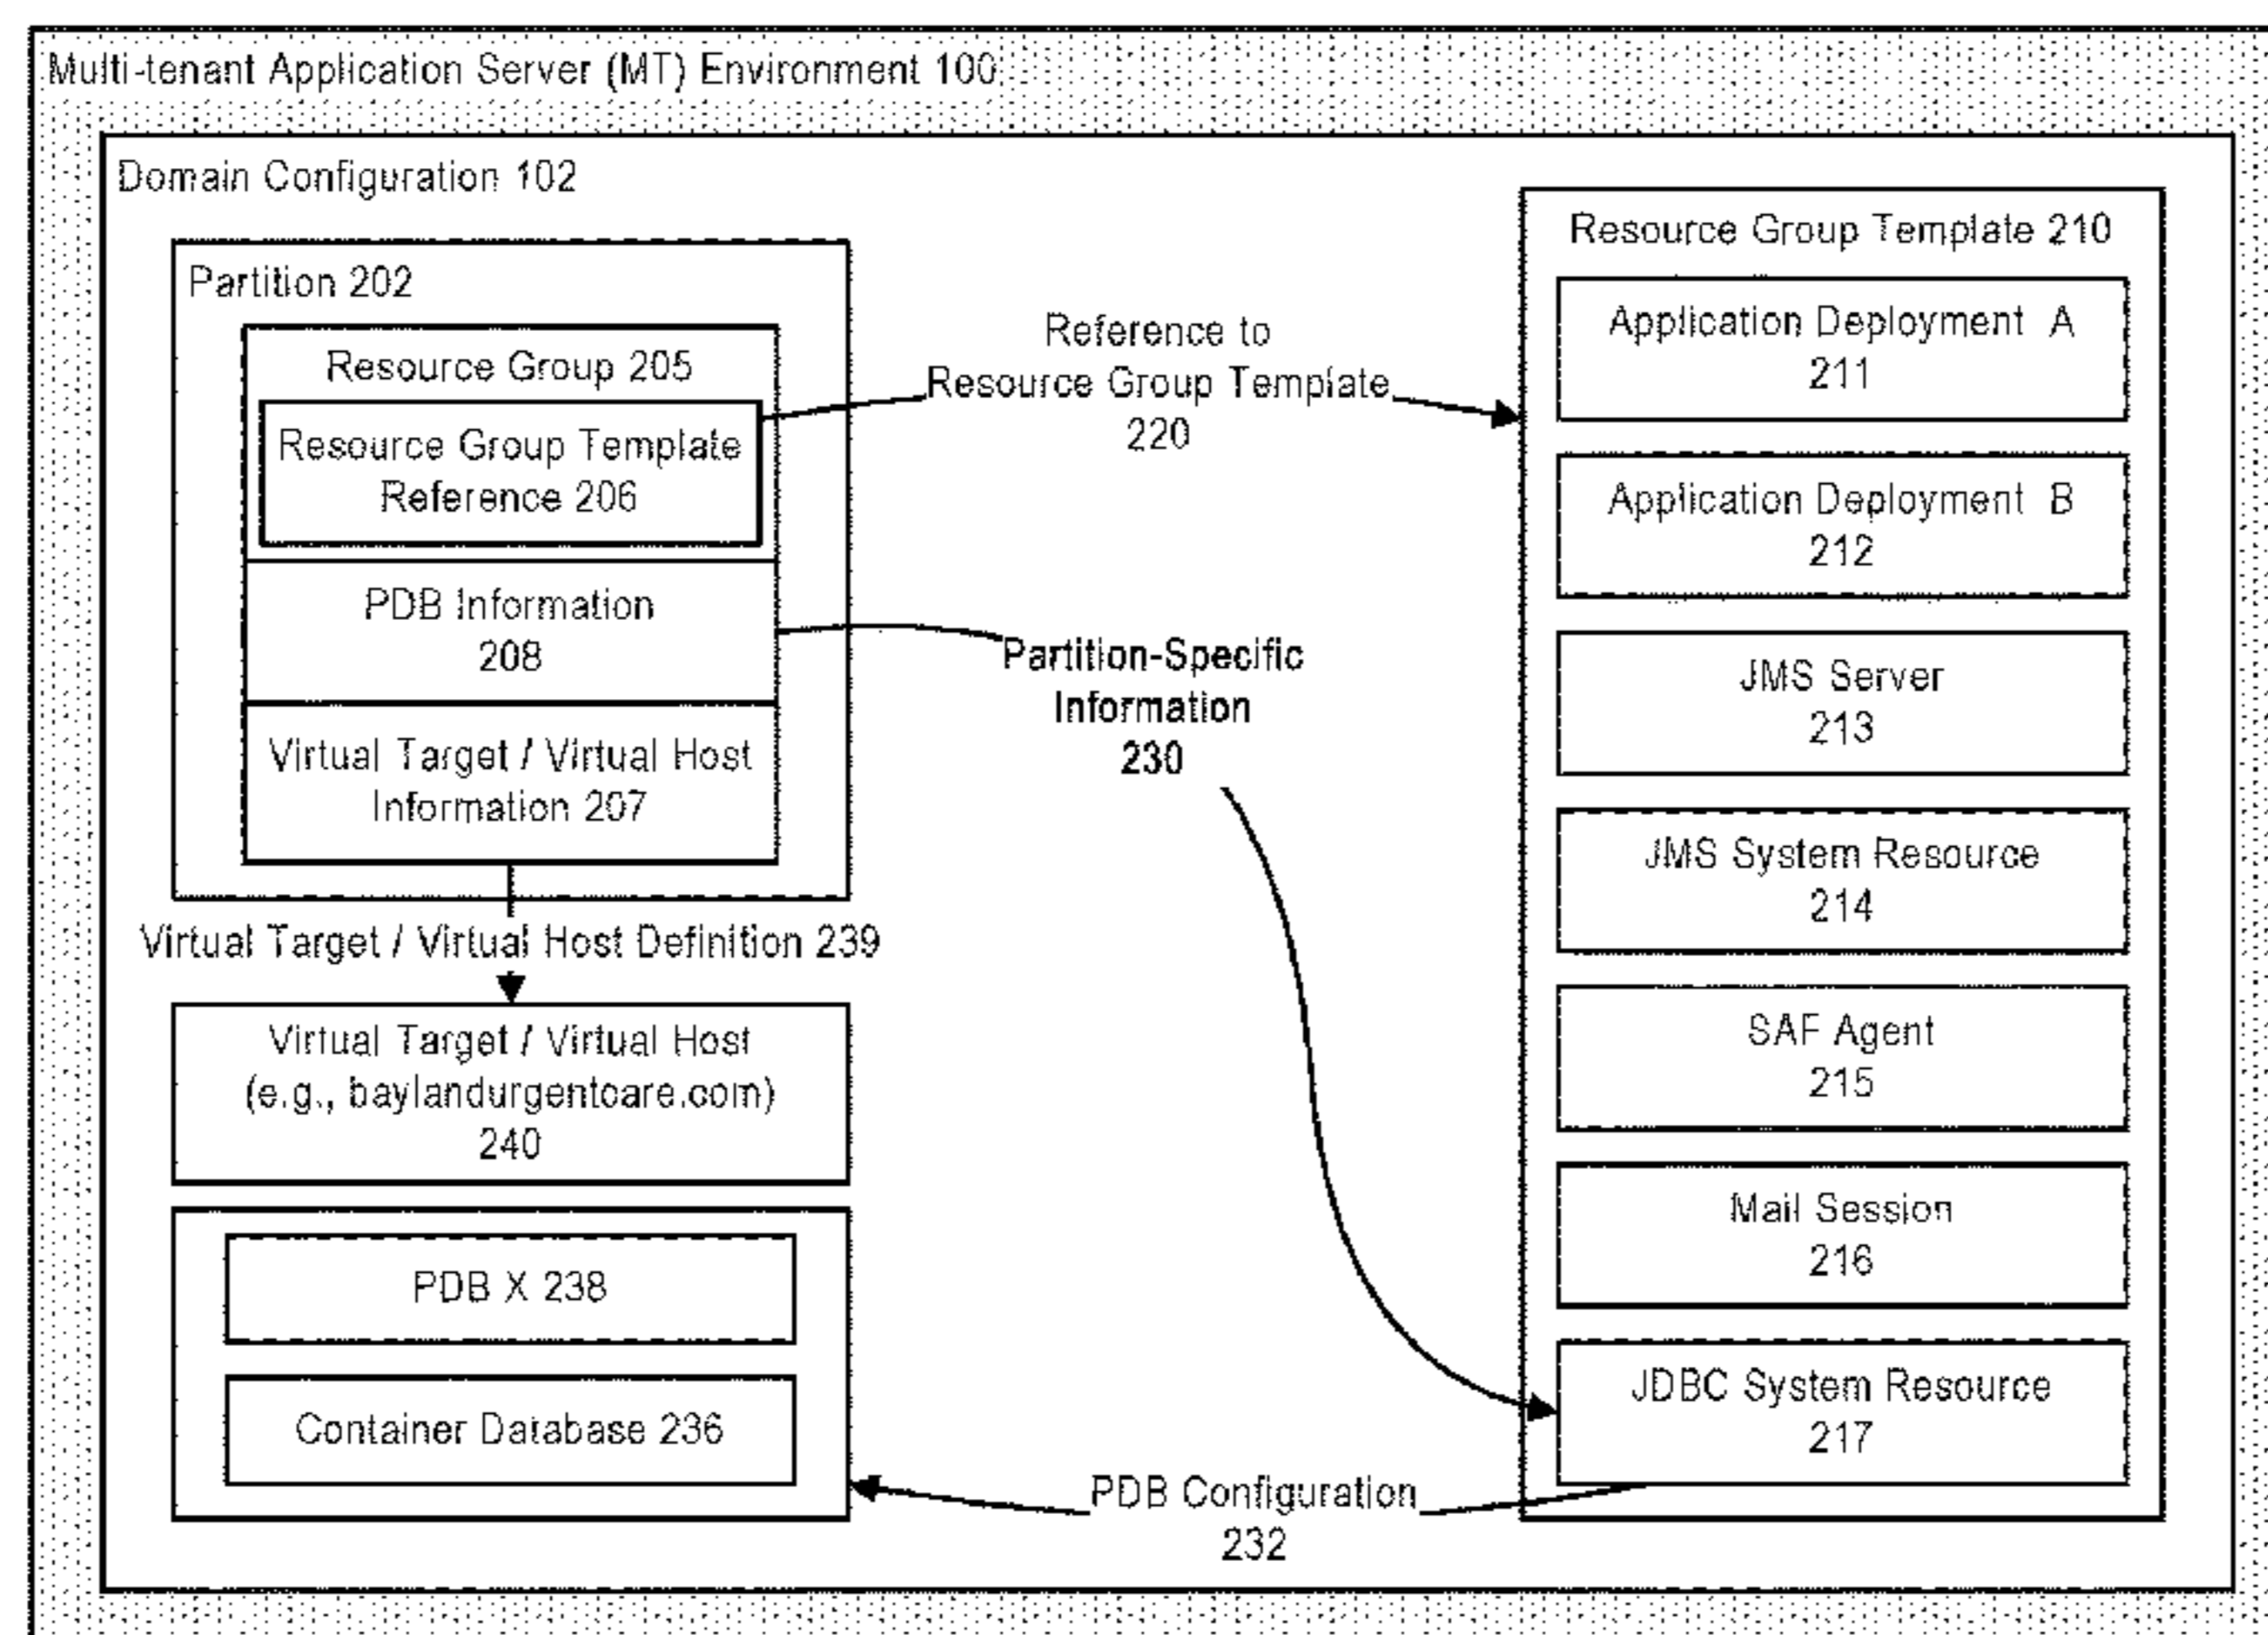 Multi-tenant Application Server (MT) Environment 100
Domain Configuration 102
Partition 202
Resource Group 205
Resource Group Template
Reference 206
PDB Information
208
Virtual Target / Virtual Host
Information 207
Virtual Target / Virtual Host Definition 239
Virtual Target / Virtual Host
(e.g., baylandurgentcare.com)
240
PDB X 238
Container Database 236
Reference to
Resource Group Template
220
Partition-Specific
Information
230
PDB Configuration
232
Resource Group Template 210
Application Deployment A
211
Application Deployment B
212
JMS Server
213
JMS System Resource
214
SAF Agent
215
Mail Session
216
JDBC System Resource
217